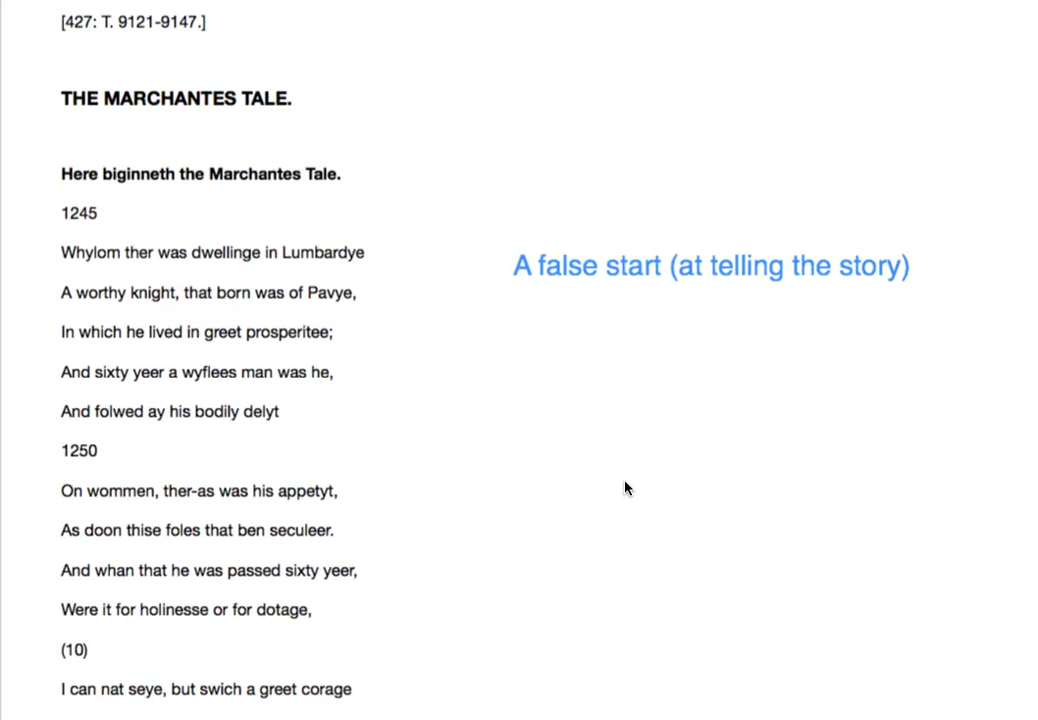 [427: T. 9121-9147.]
THE MARCHANTES TALE.
Here biginneth the Marchantes Tale.
1245
Whylom ther was dwellinge in Lumbardye
A false start (at telling the story)
A worthy knight, that born was of Pavye,
In which he lived in greet prosperitee;
And sixty yeer a wyflees man was he,
And folwed ay his bodily delyt
1250
On wommen, ther-as was his appetyt,
As doon thise foles that ben seculeer.
And whan that he was passed sixty yeer,
Were it for holinesse or for dotage,
(10)
I can nat seye, but swich a greet corage